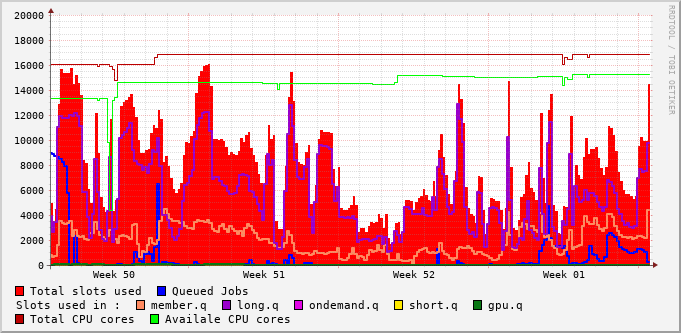 20000
18000
16000
14000
12000
10000
8000
6000
4000
2000
0
Week 50 Week 51 Week 52 Week 01
RRDTOOL / TOBI OETIKER
Total slots used Queued Jobs
Slots used in : member.q long.q ondemand.q short.q gpu.q
Total CPU cores Availale CPU cores